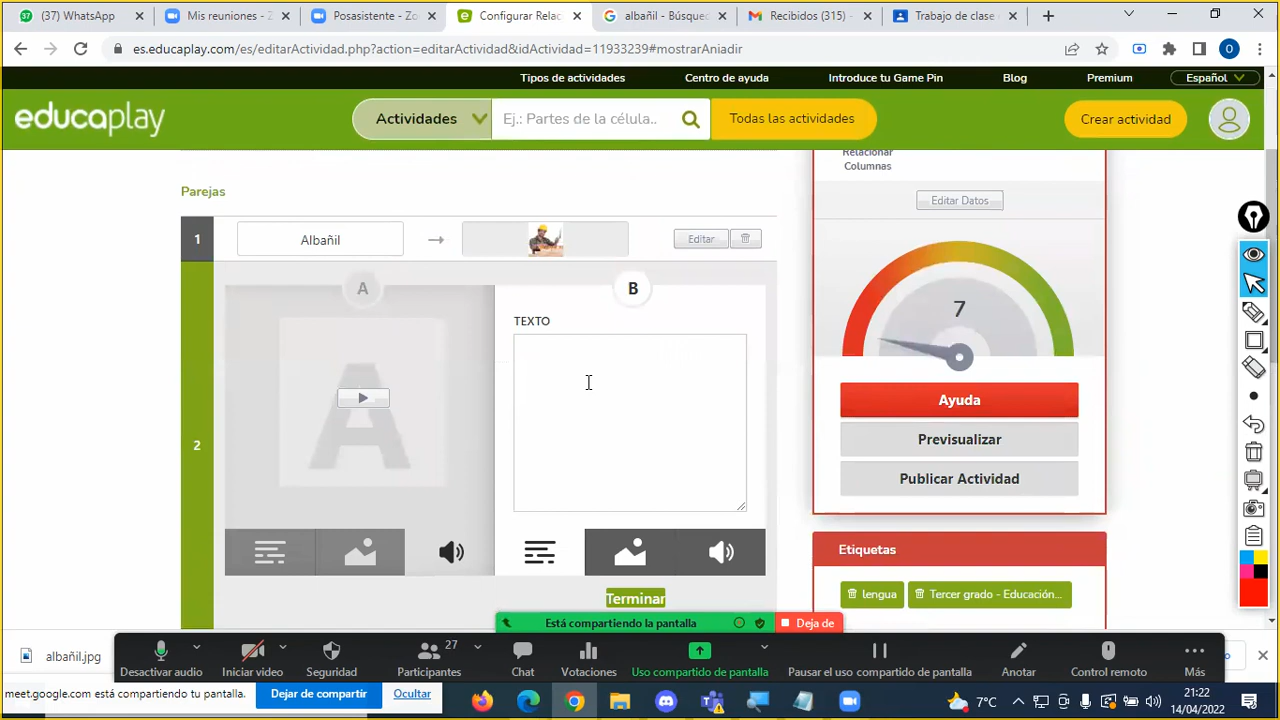 (37) WhatsApp
Mis reuniones - Z
Posasistente - Zo
Configurar Relac
albañil - Búsqued
Recibidos (315) -
Trabajo de clase
es.educaplay.com/es/editarActividad.php?action=editarActividad&idActividad=11933239#mostrarAniadir
O
Tipos de actividades
Centro de ayuda
Introduce tu Game Pin
Blog
Premium
Español
educaplay
Actividades
Ej.: Partes de la célula..
Todas las actividades
Crear actividad
Relacionar
Columnas
Parejas
Editar Datos
1
Albañil
Editar
A
B
7
TEXTO
A
Ayuda
2
Previsualizar
Publicar Actividad
Etiquetas
Terminar
lengua
Tercer grado - Educación...
Está compartiendo la pantalla
Deja de
albañil.jpg
27
Desactivar audio
Iniciar video
Seguridad
Participantes
Chat
Votaciones
Uso compartido de pantalla
Pausar el uso compartido de pantalla
Anotar
Control remoto
Más
meet.google.com está compartiendo tu pantalla.
Dejar de compartir
Ocultar
7°C
21:22
14/04/2022